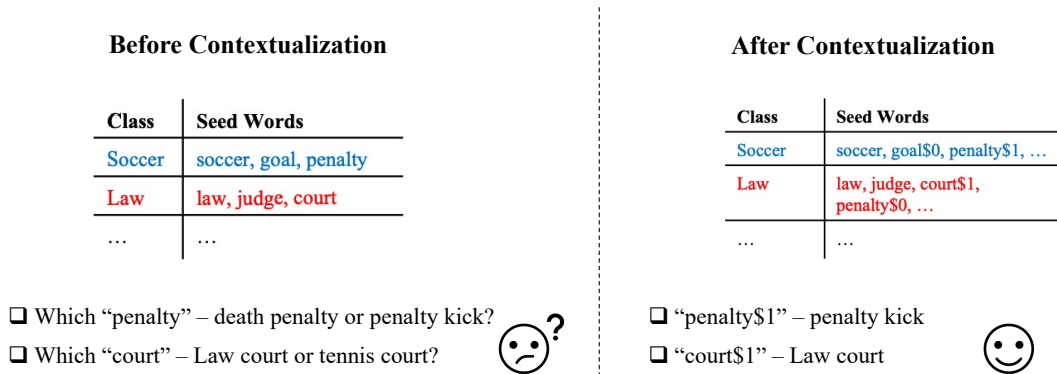 Before Contextualization
Class Seed Words
Soccer soccer, goal, penalty
Law law, judge, court
… …
❑ Which “penalty” – death penalty or penalty kick?
❑ Which “court” – Law court or tennis court?
?
After Contextualization
Class Seed Words
Soccer soccer, goal$0, penalty$1, …
Law law, judge, court$1,
penalty$0, …
… …
❑ “penalty$1” – penalty kick
❑ “court$1” – Law court